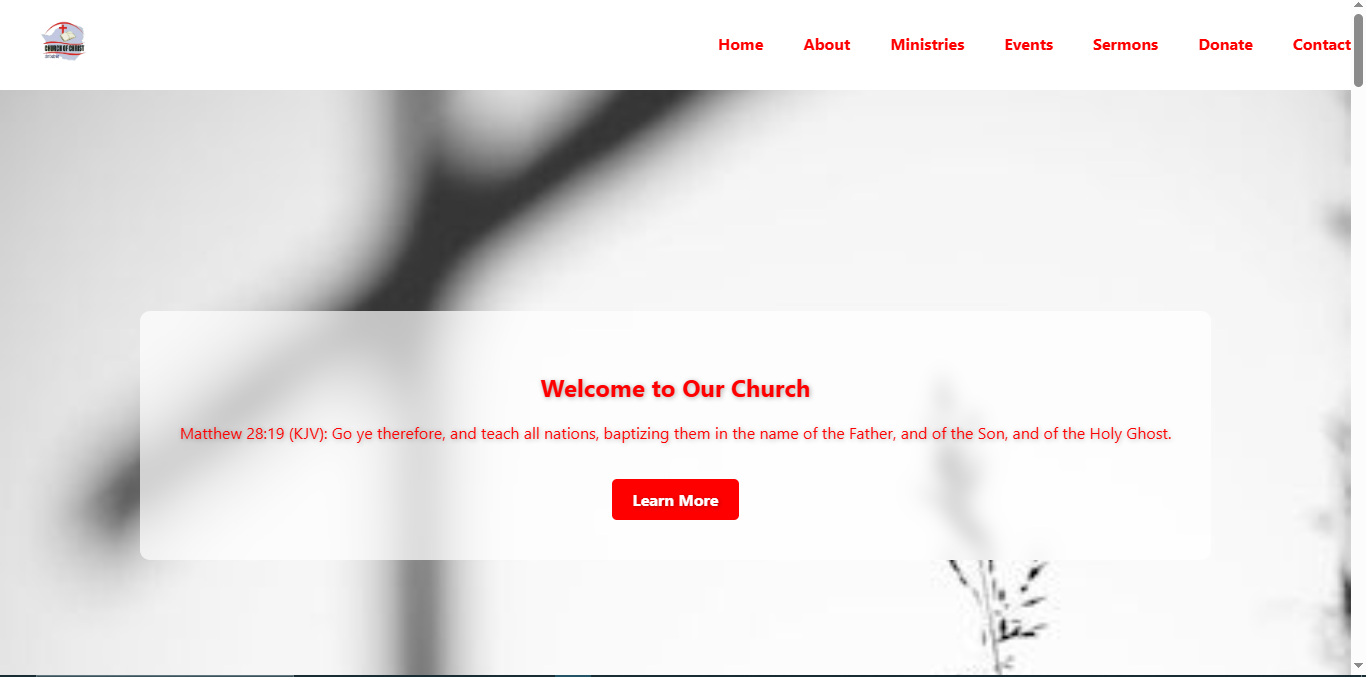 CHURCH OF CHRIST
Home About Ministries Events Sermons Donate Contact
Welcome to Our Church
Matthew 28:19 (KJV): Go ye therefore, and teach all nations, baptizing them in the name of the Father, and of the Son, and of the Holy Ghost.
Learn More